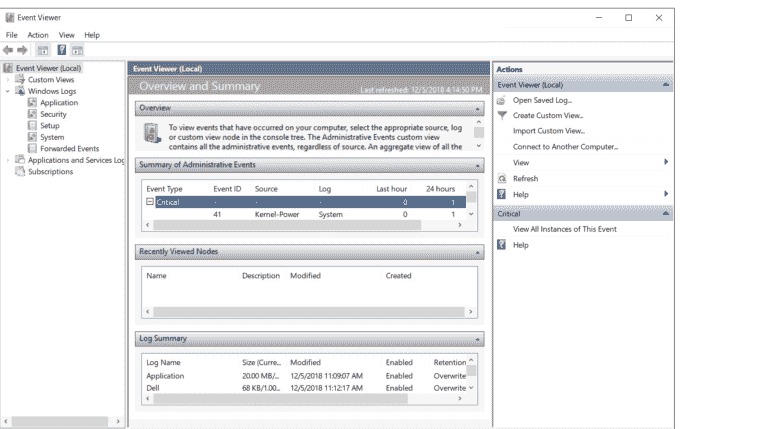 Event Viewer
File Action View Help
Event Viewer (Local)
Custom Views
Windows Logs
Application
Security
Setup
System
Forwarded Events
Applications and Services Log
Subscriptions
Event Viewer (Local)
Overview and Summary Last refreshed: 12/5/2018 4:14:50 PM
Overview
To view events that have occurred on your computer, select the appropriate source, log
or custom view node in the console tree. The Administrative Events custom view
contains all the administrative events, regardless of source. An aggregate view of all the
Summary of Administrative Events
Event Type Event ID Source Log Last hour 24 hours
Critical - - - 0 1
41 Kernel-Power System 0 1
Recently Viewed Nodes
Name Description Modified Created
Log Summary
Log Name Size (Curre... Modified Enabled Retention
Application 20.00 MB/... 12/5/2018 11:09:07 AM Enabled Overwrite
Dell 68 KB/1.00... 12/5/2018 11:12:17 AM Enabled Overwrite
Actions
Event Viewer (Local)
Open Saved Log...
Create Custom View...
Import Custom View...
Connect to Another Computer...
View
Refresh
Help
Critical
View All Instances of This Event
Help